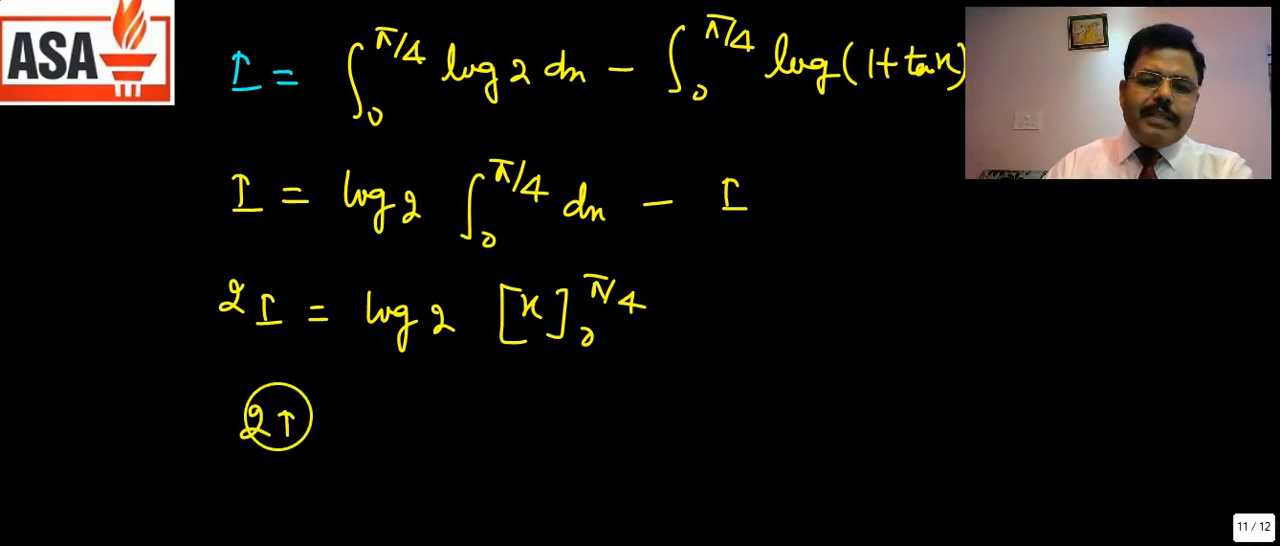 ASA
I = ∫₀^π/4 log 2 dx − ∫₀^π/4 log(1+tanx)
I = log 2 ∫₀^π/4 dx − I
2I = log 2 [x]₀^π/4
2I
11 / 12